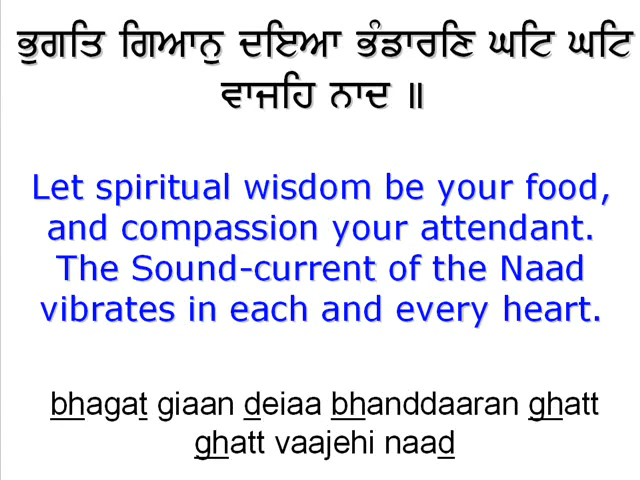 ਭੁਗਤਿ ਗਿਆਨੁ ਦਇਆ ਭੰਡਾਰਣਿ ਘਟਿ ਘਟਿ
ਵਾਜਹਿ ਨਾਦ ॥
Let spiritual wisdom be your food,
and compassion your attendant.
The Sound-current of the Naad
vibrates in each and every heart.
bhagat giaan deiaa bhanddaaran ghatt
ghatt vaajehi naad